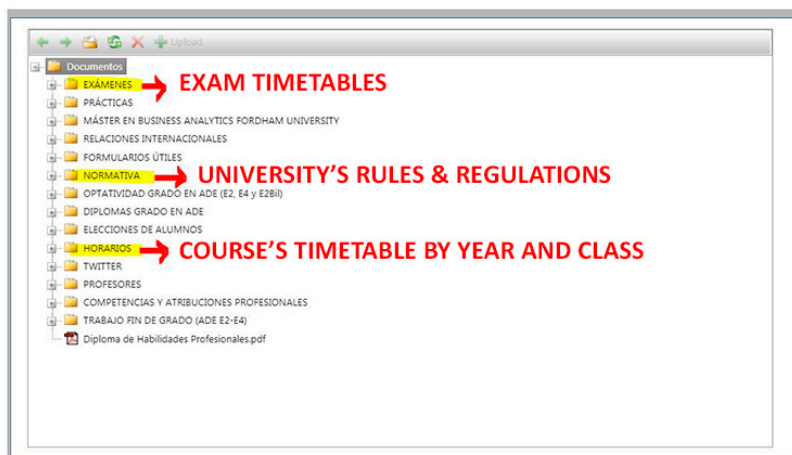 Upload
Documentos
EXÁMENES EXAM TIMETABLES
PRÁCTICAS
MÁSTER EN BUSINESS ANALYTICS FORDHAM UNIVERSITY
RELACIONES INTERNACIONALES
FORMULARIOS ÚTILES
NORMATIVA UNIVERSITY'S RULES & REGULATIONS
OPTATIVIDAD GRADO EN ADE (E2, E4 y E2Bil)
DIPLOMAS GRADO EN ADE
ELECCIONES DE ALUMNOS
HORARIOS COURSE'S TIMETABLE BY YEAR AND CLASS
TWITTER
PROFESORES
COMPETENCIAS Y ATRIBUCIONES PROFESIONALES
TRABAJO FIN DE GRADO (ADE E2-E4)
Diploma de Habilidades Profesionales.pdf